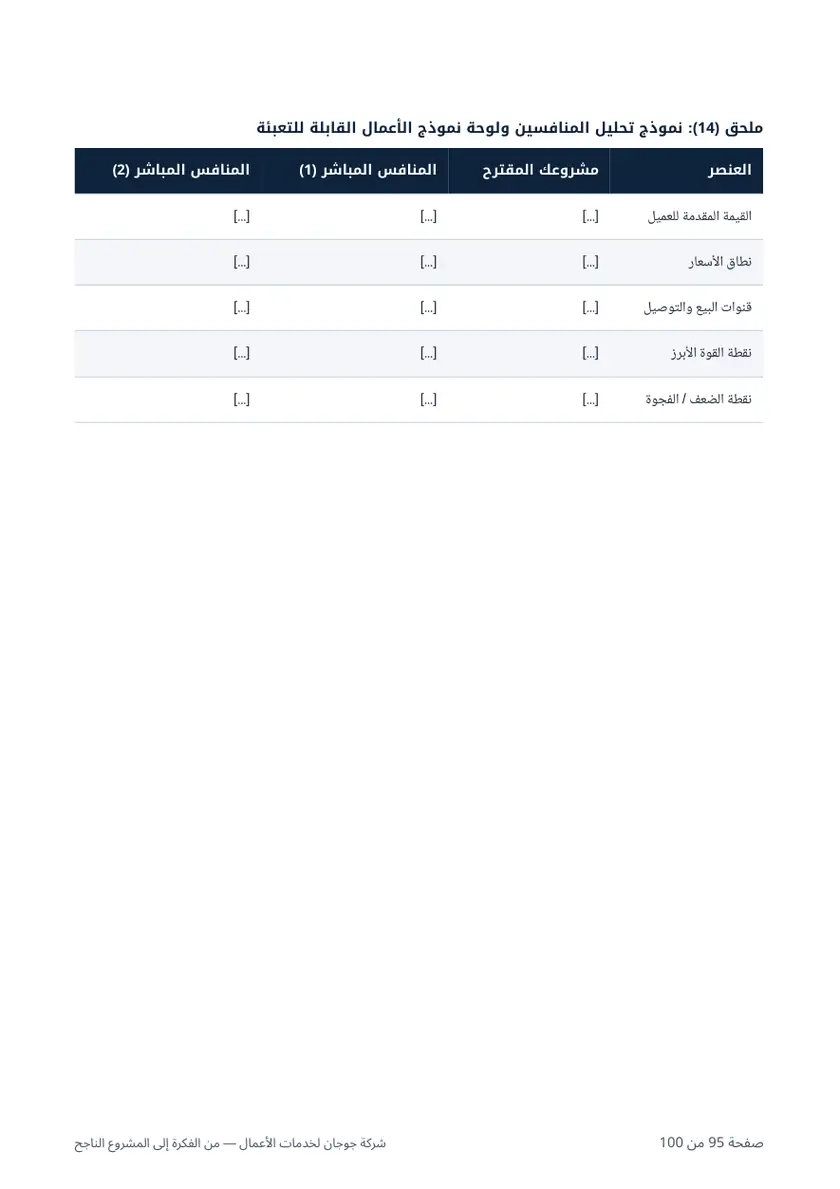 ملحق (14): نموذج تحليل المنافسين ولوحة نموذج الأعمال القابلة للتعبئة
العنصر مشروعك المقترح المنافس المباشر (1) المنافس المباشر (2)
القيمة المقدمة للعميل [...] [...] [...]
نطاق الأسعار [...] [...] [...]
قنوات البيع والتوصيل [...] [...] [...]
نقطة القوة الأبرز [...] [...] [...]
نقطة الضعف / الفجوة [...] [...] [...]
صفحة 95 من 100 شركة جوجان لخدمات الأعمال — من الفكرة إلى المشروع الناجح